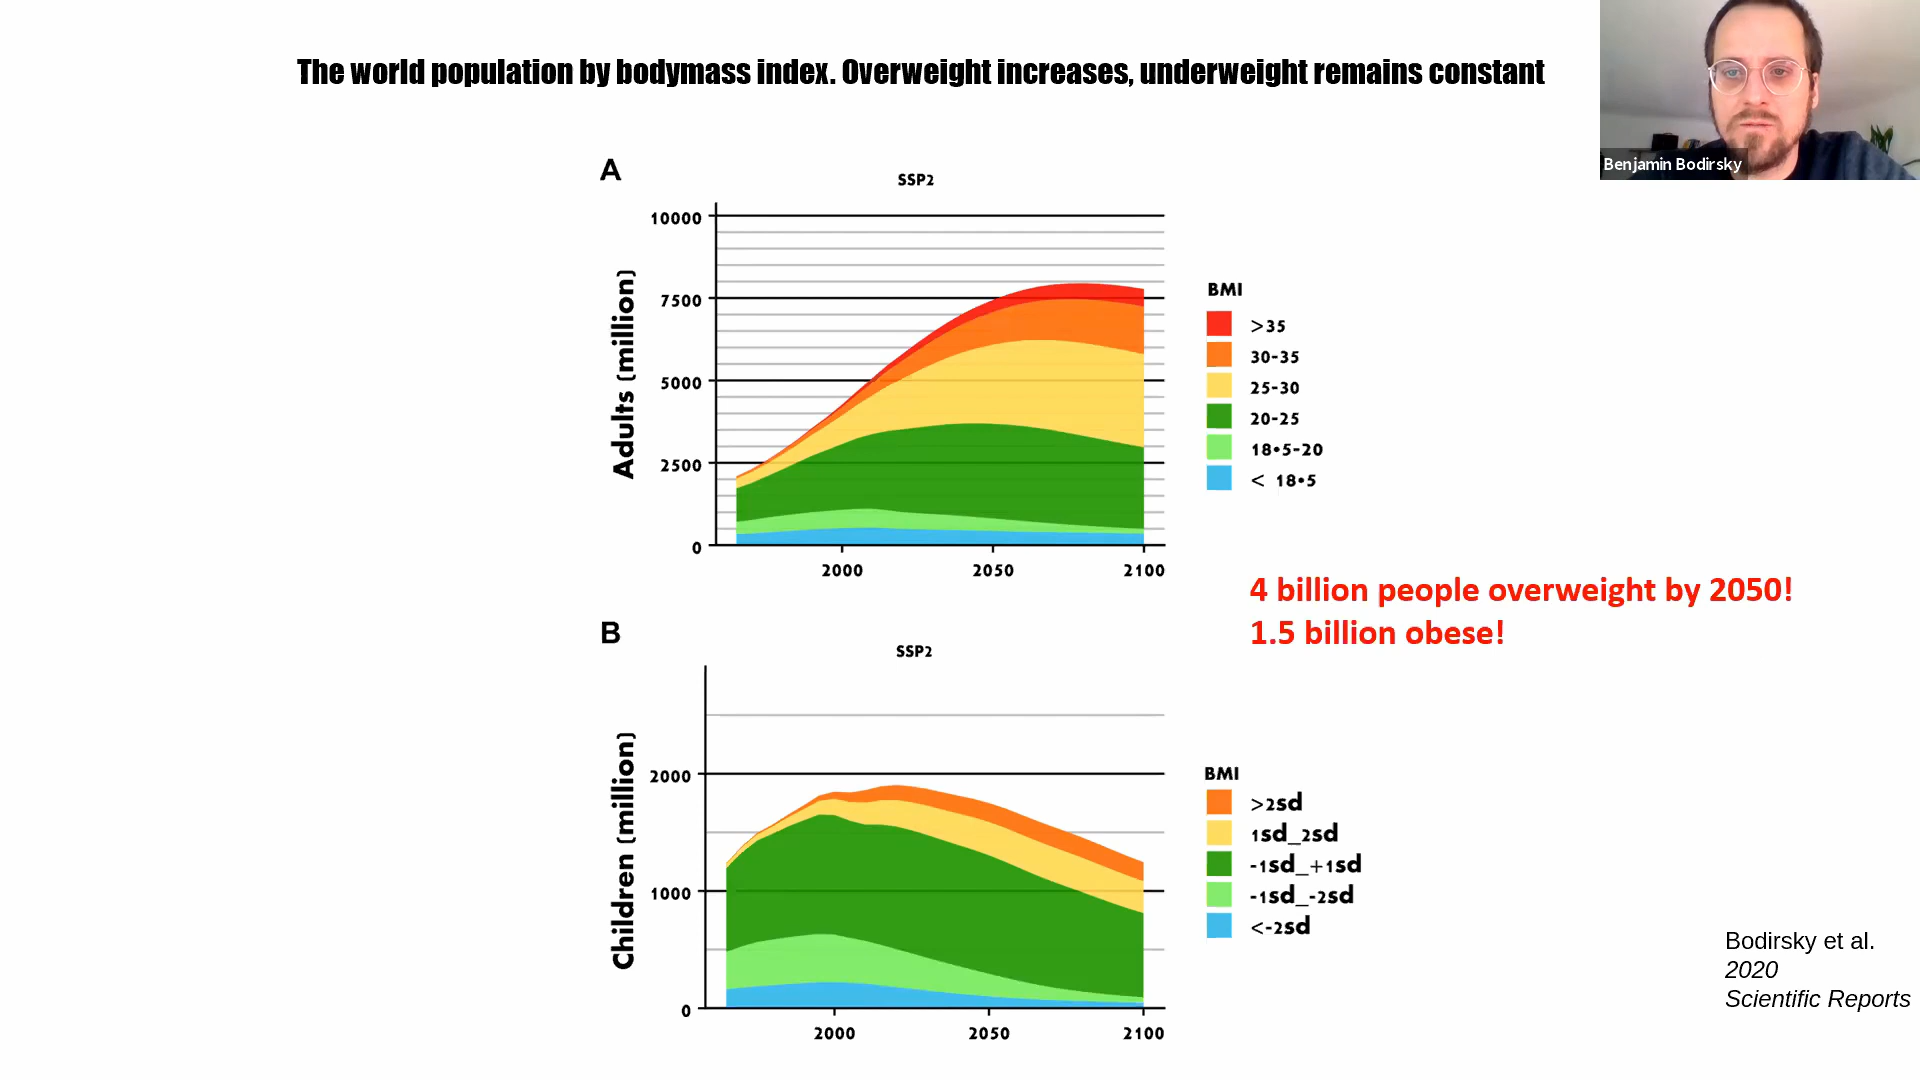 The world population by bodymass index. Overweight increases, underweight remains constant
Benjamin Bodirsky
A
SSP2
10000
7500
5000
2500
0
Adults (million)
2000
2050
2100
BMI
>35
30-35
25-30
20-25
18•5-20
< 18•5
4 billion people overweight by 2050!
1.5 billion obese!
B
SSP2
2000
1000
0
Children (million)
2000
2050
2100
BMI
>2sd
1sd_2sd
-1sd_+1sd
-1sd_-2sd
<-2sd
Bodirsky et al.
2020
Scientific Reports